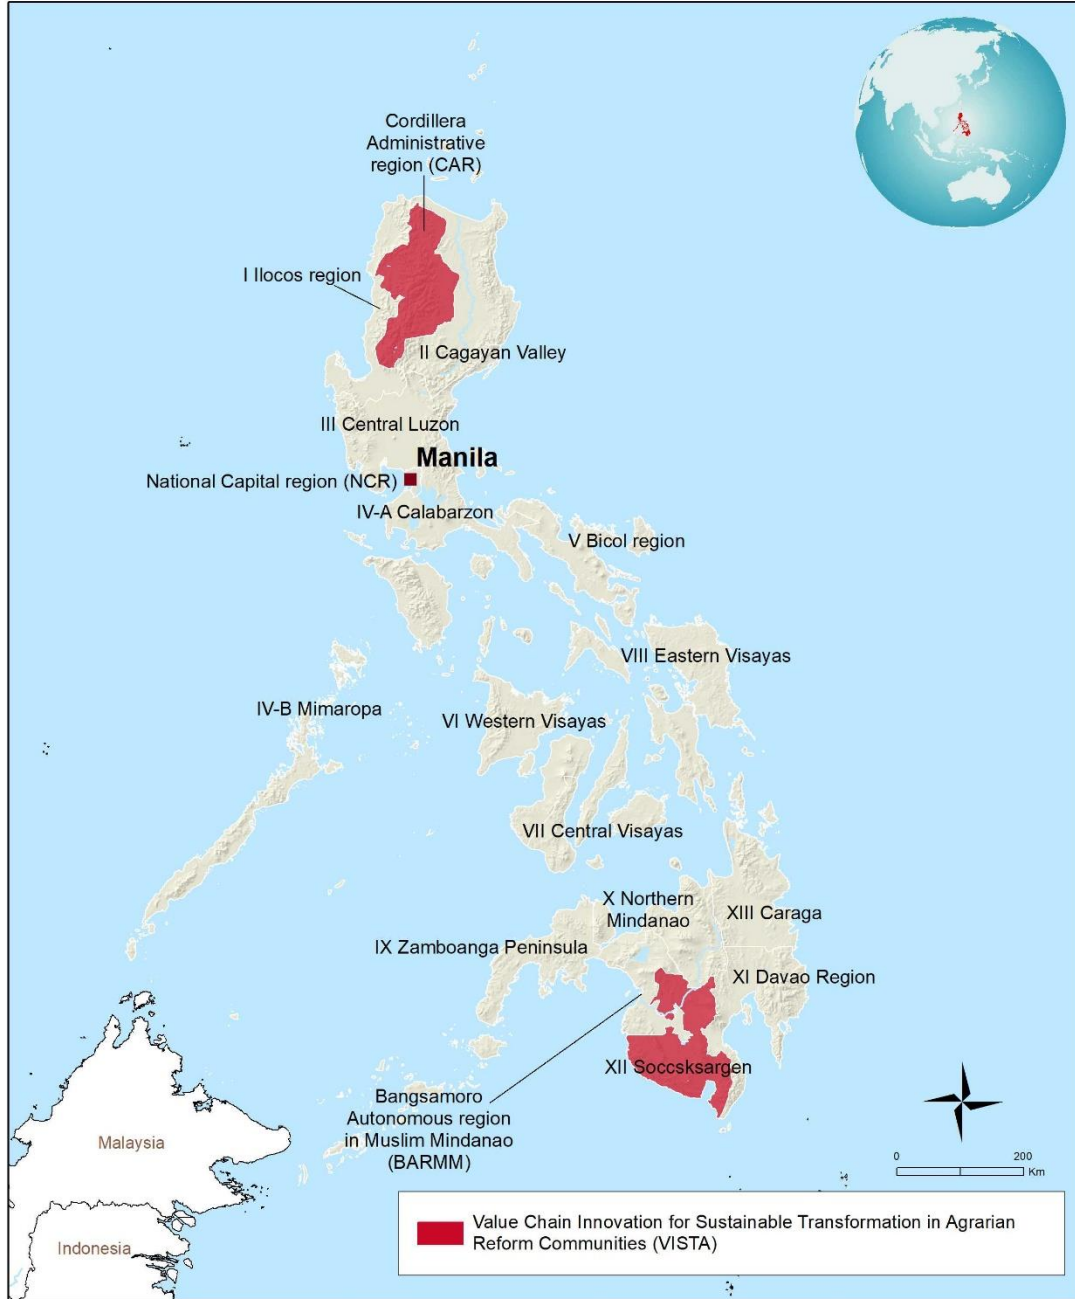 Cordillera
Administrative
region (CAR)
I Ilocos region
II Cagayan Valley
III Central Luzon
Manila
National Capital region (NCR)
IV-A Calabarzon
V Bicol region
VIII Eastern Visayas
IV-B Mimaropa
VI Western Visayas
VII Central Visayas
X Northern
Mindanao
XIII Caraga
IX Zamboanga Peninsula
XI Davao Region
XII Soccsksargen
Bangsamoro
Autonomous region
in Muslim Mindanao
(BARMM)
Malaysia
Indonesia
0 200
Km
Value Chain Innovation for Sustainable Transformation in Agrarian
Reform Communities (VISTA)